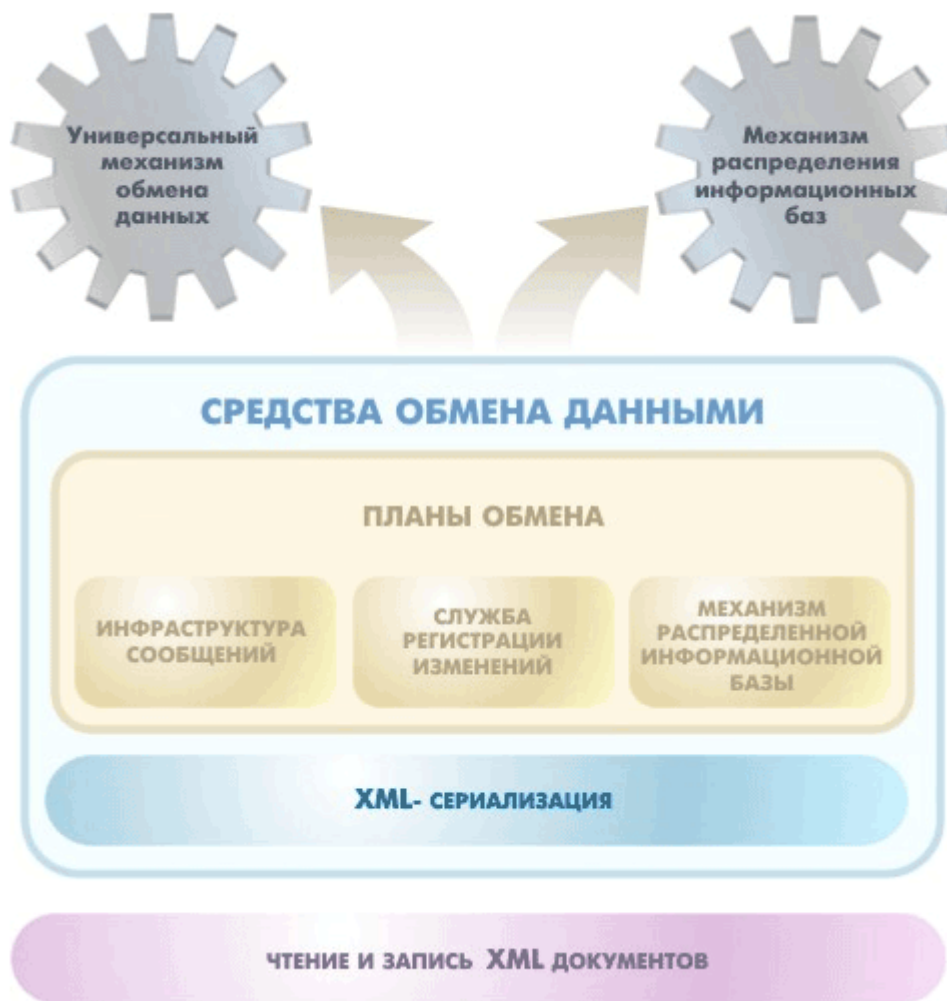 Универсальный
механизм
обмена
данных
Механизм
распределения
информационных
баз
СРЕДСТВА ОБМЕНА ДАННЫМИ
ПЛАНЫ ОБМЕНА
ИНФРАСТРУКТУРА
СООБЩЕНИЙ
СЛУЖБА
РЕГИСТРАЦИИ
ИЗМЕНЕНИЙ
МЕХАНИЗМ
РАСПРЕДЕЛЕННОЙ
ИНФОРМАЦИОННОЙ
БАЗЫ
XML- СЕРИАЛИЗАЦИЯ
ЧТЕНИЕ И ЗАПИСЬ XML ДОКУМЕНТОВ